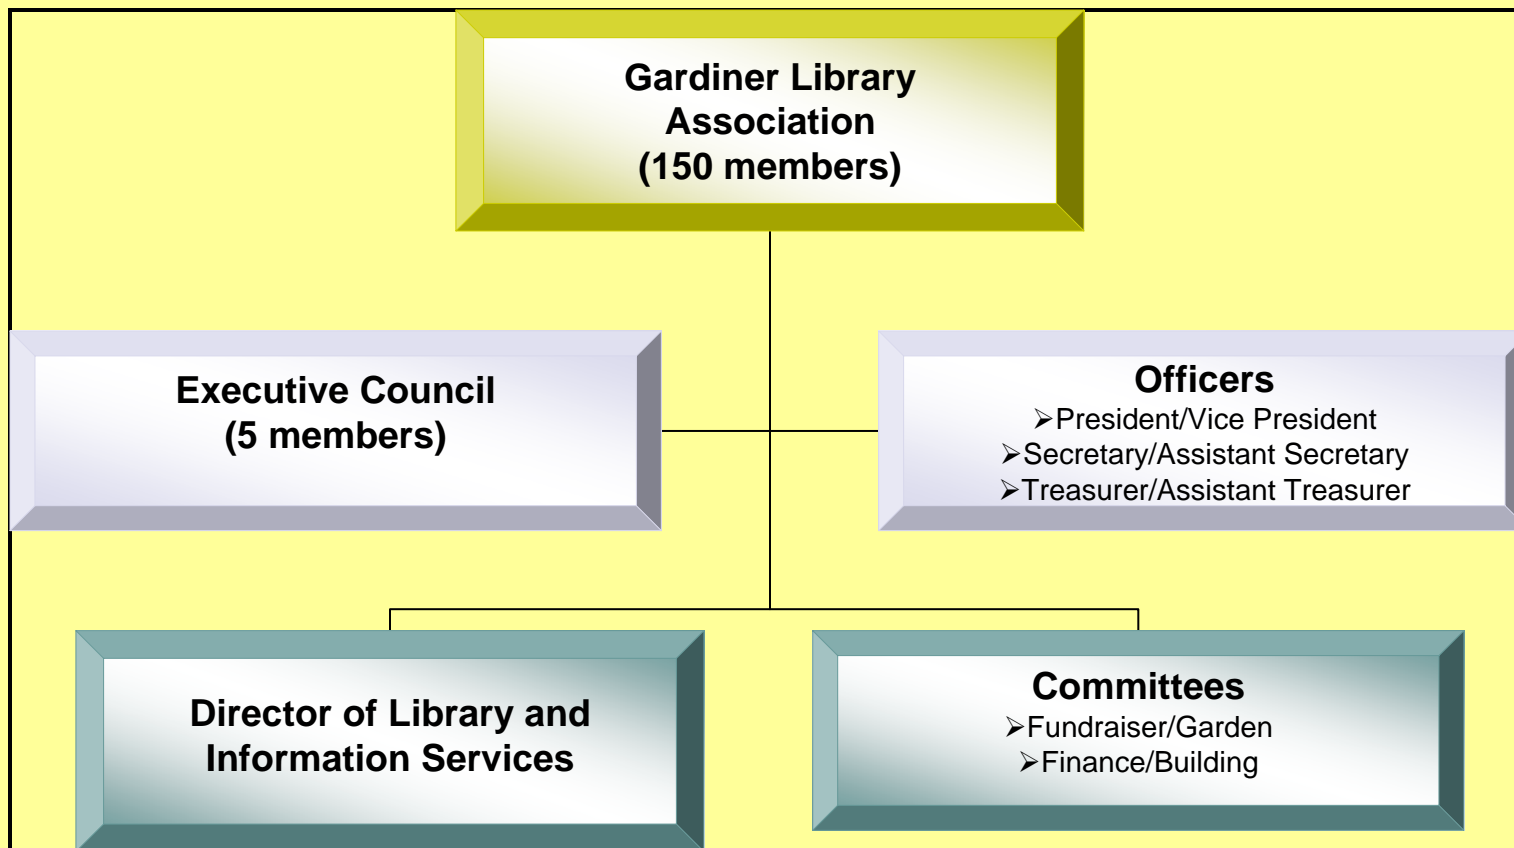 Gardiner Library
Association
(150 members)
Executive Council
(5 members)
Officers
➢President/Vice President
➢Secretary/Assistant Secretary
➢Treasurer/Assistant Treasurer
Director of Library and
Information Services
Committees
➢Fundraiser/Garden
➢Finance/Building